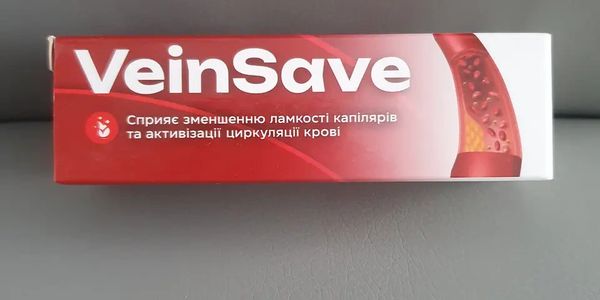 VeinSave
Сприяє зменшенню ламкості капілярів
та активізації циркуляції крові